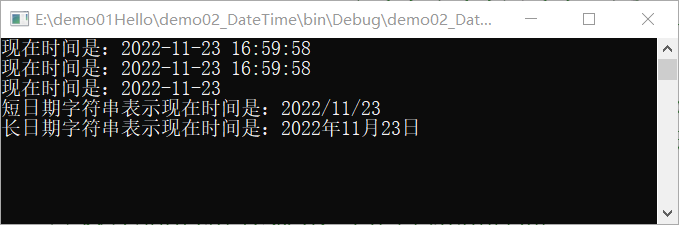 E:\demo01Hello\demo02_DateTime\bin\Debug\demo02_Dat...
现在时间是：2022-11-23 16:59:58
现在时间是：2022-11-23 16:59:58
现在时间是：2022-11-23
短日期字符串表示现在时间是：2022/11/23
长日期字符串表示现在时间是：2022年11月23日